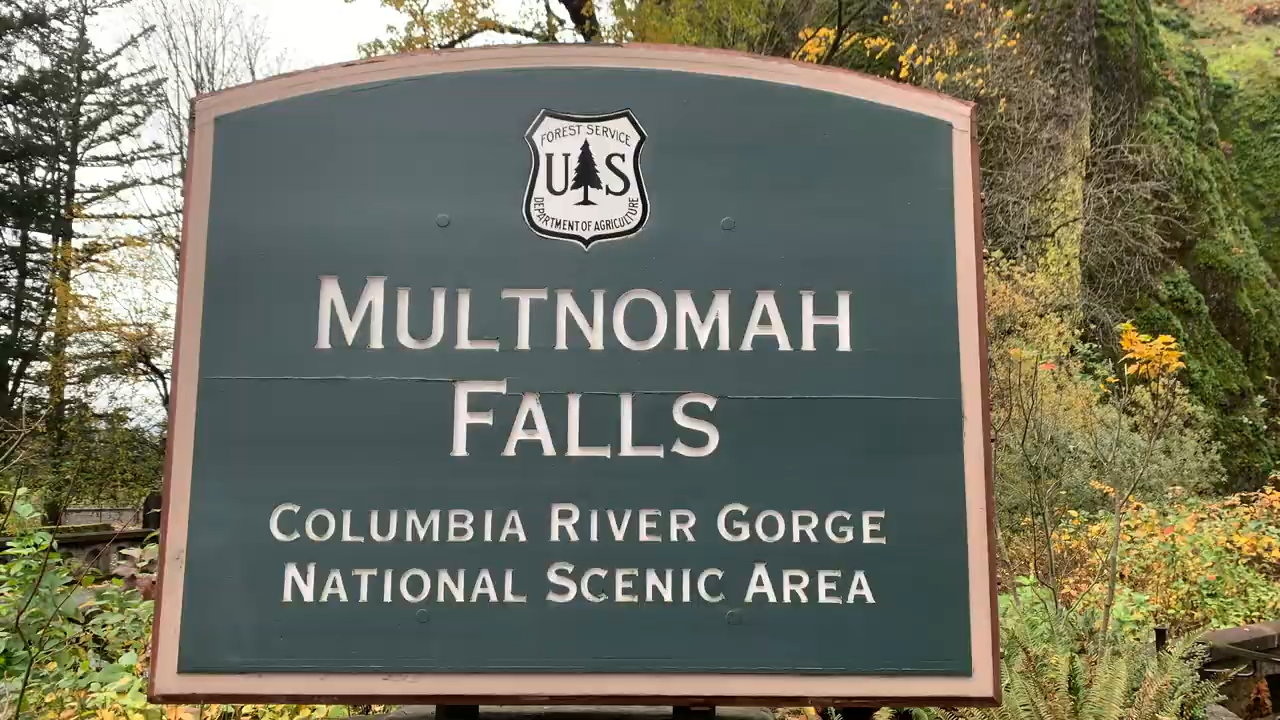 FOREST SERVICE
U S
DEPARTMENT OF AGRICULTURE
MULTNOMAH
FALLS
COLUMBIA RIVER GORGE
NATIONAL SCENIC AREA